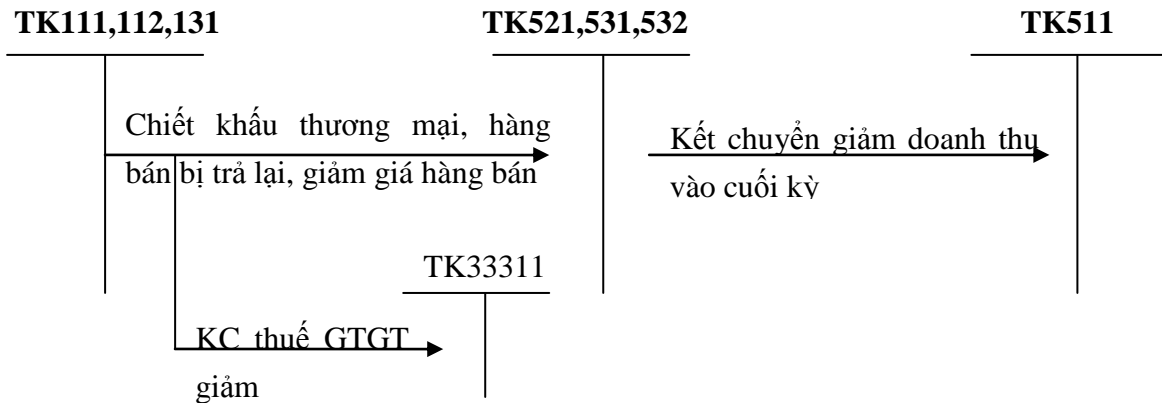 TK111,112,131 TK521,531,532 TK511
Chiết khấu thương mại, hàng
bán bị trả lại, giảm giá hàng bán
Kết chuyển giảm doanh thu
vào cuối kỳ
TK33311
KC thuế GTGT
giảm